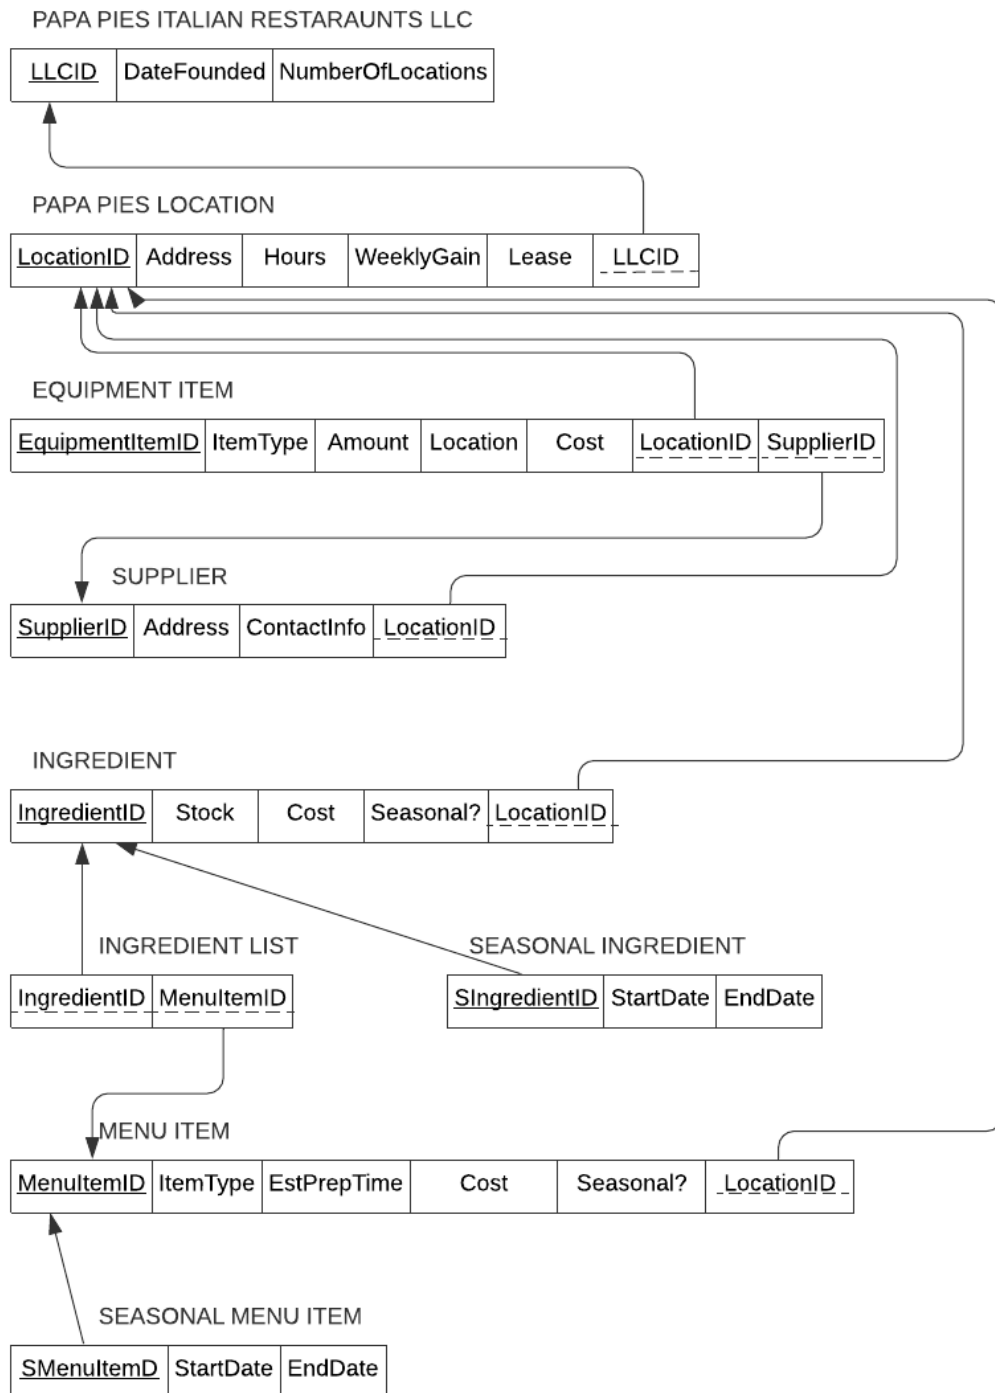 PAPA PIES ITALIAN RESTARAUNTS LLC
LLCID DateFounded NumberOfLocations
PAPA PIES LOCATION
LocationID Address Hours WeeklyGain Lease LLCID
EQUIPMENT ITEM
EquipmentItemID ItemType Amount Location Cost LocationID SupplierID
SUPPLIER
SupplierID Address ContactInfo LocationID
INGREDIENT
IngredientID Stock Cost Seasonal? LocationID
INGREDIENT LIST SEASONAL INGREDIENT
IngredientID MenuItemID SIngredientID StartDate EndDate
MENU ITEM
MenuItemID ItemType EstPrepTime Cost Seasonal? LocationID
SEASONAL MENU ITEM
SMenuItemD StartDate EndDate